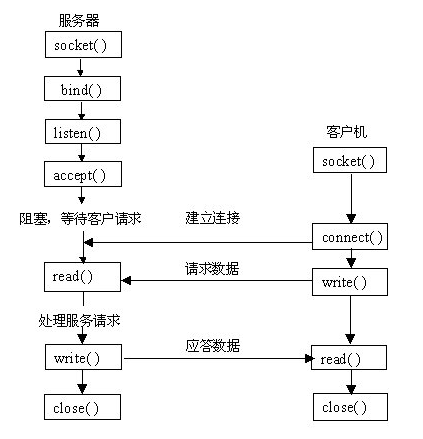 服务器
socket()
bind()
listen()
accept()
阻塞，等待客户请求
read()
处理服务请求
write()
close()
建立连接
请求数据
应答数据
客户机
socket()
connect()
write()
read()
close()